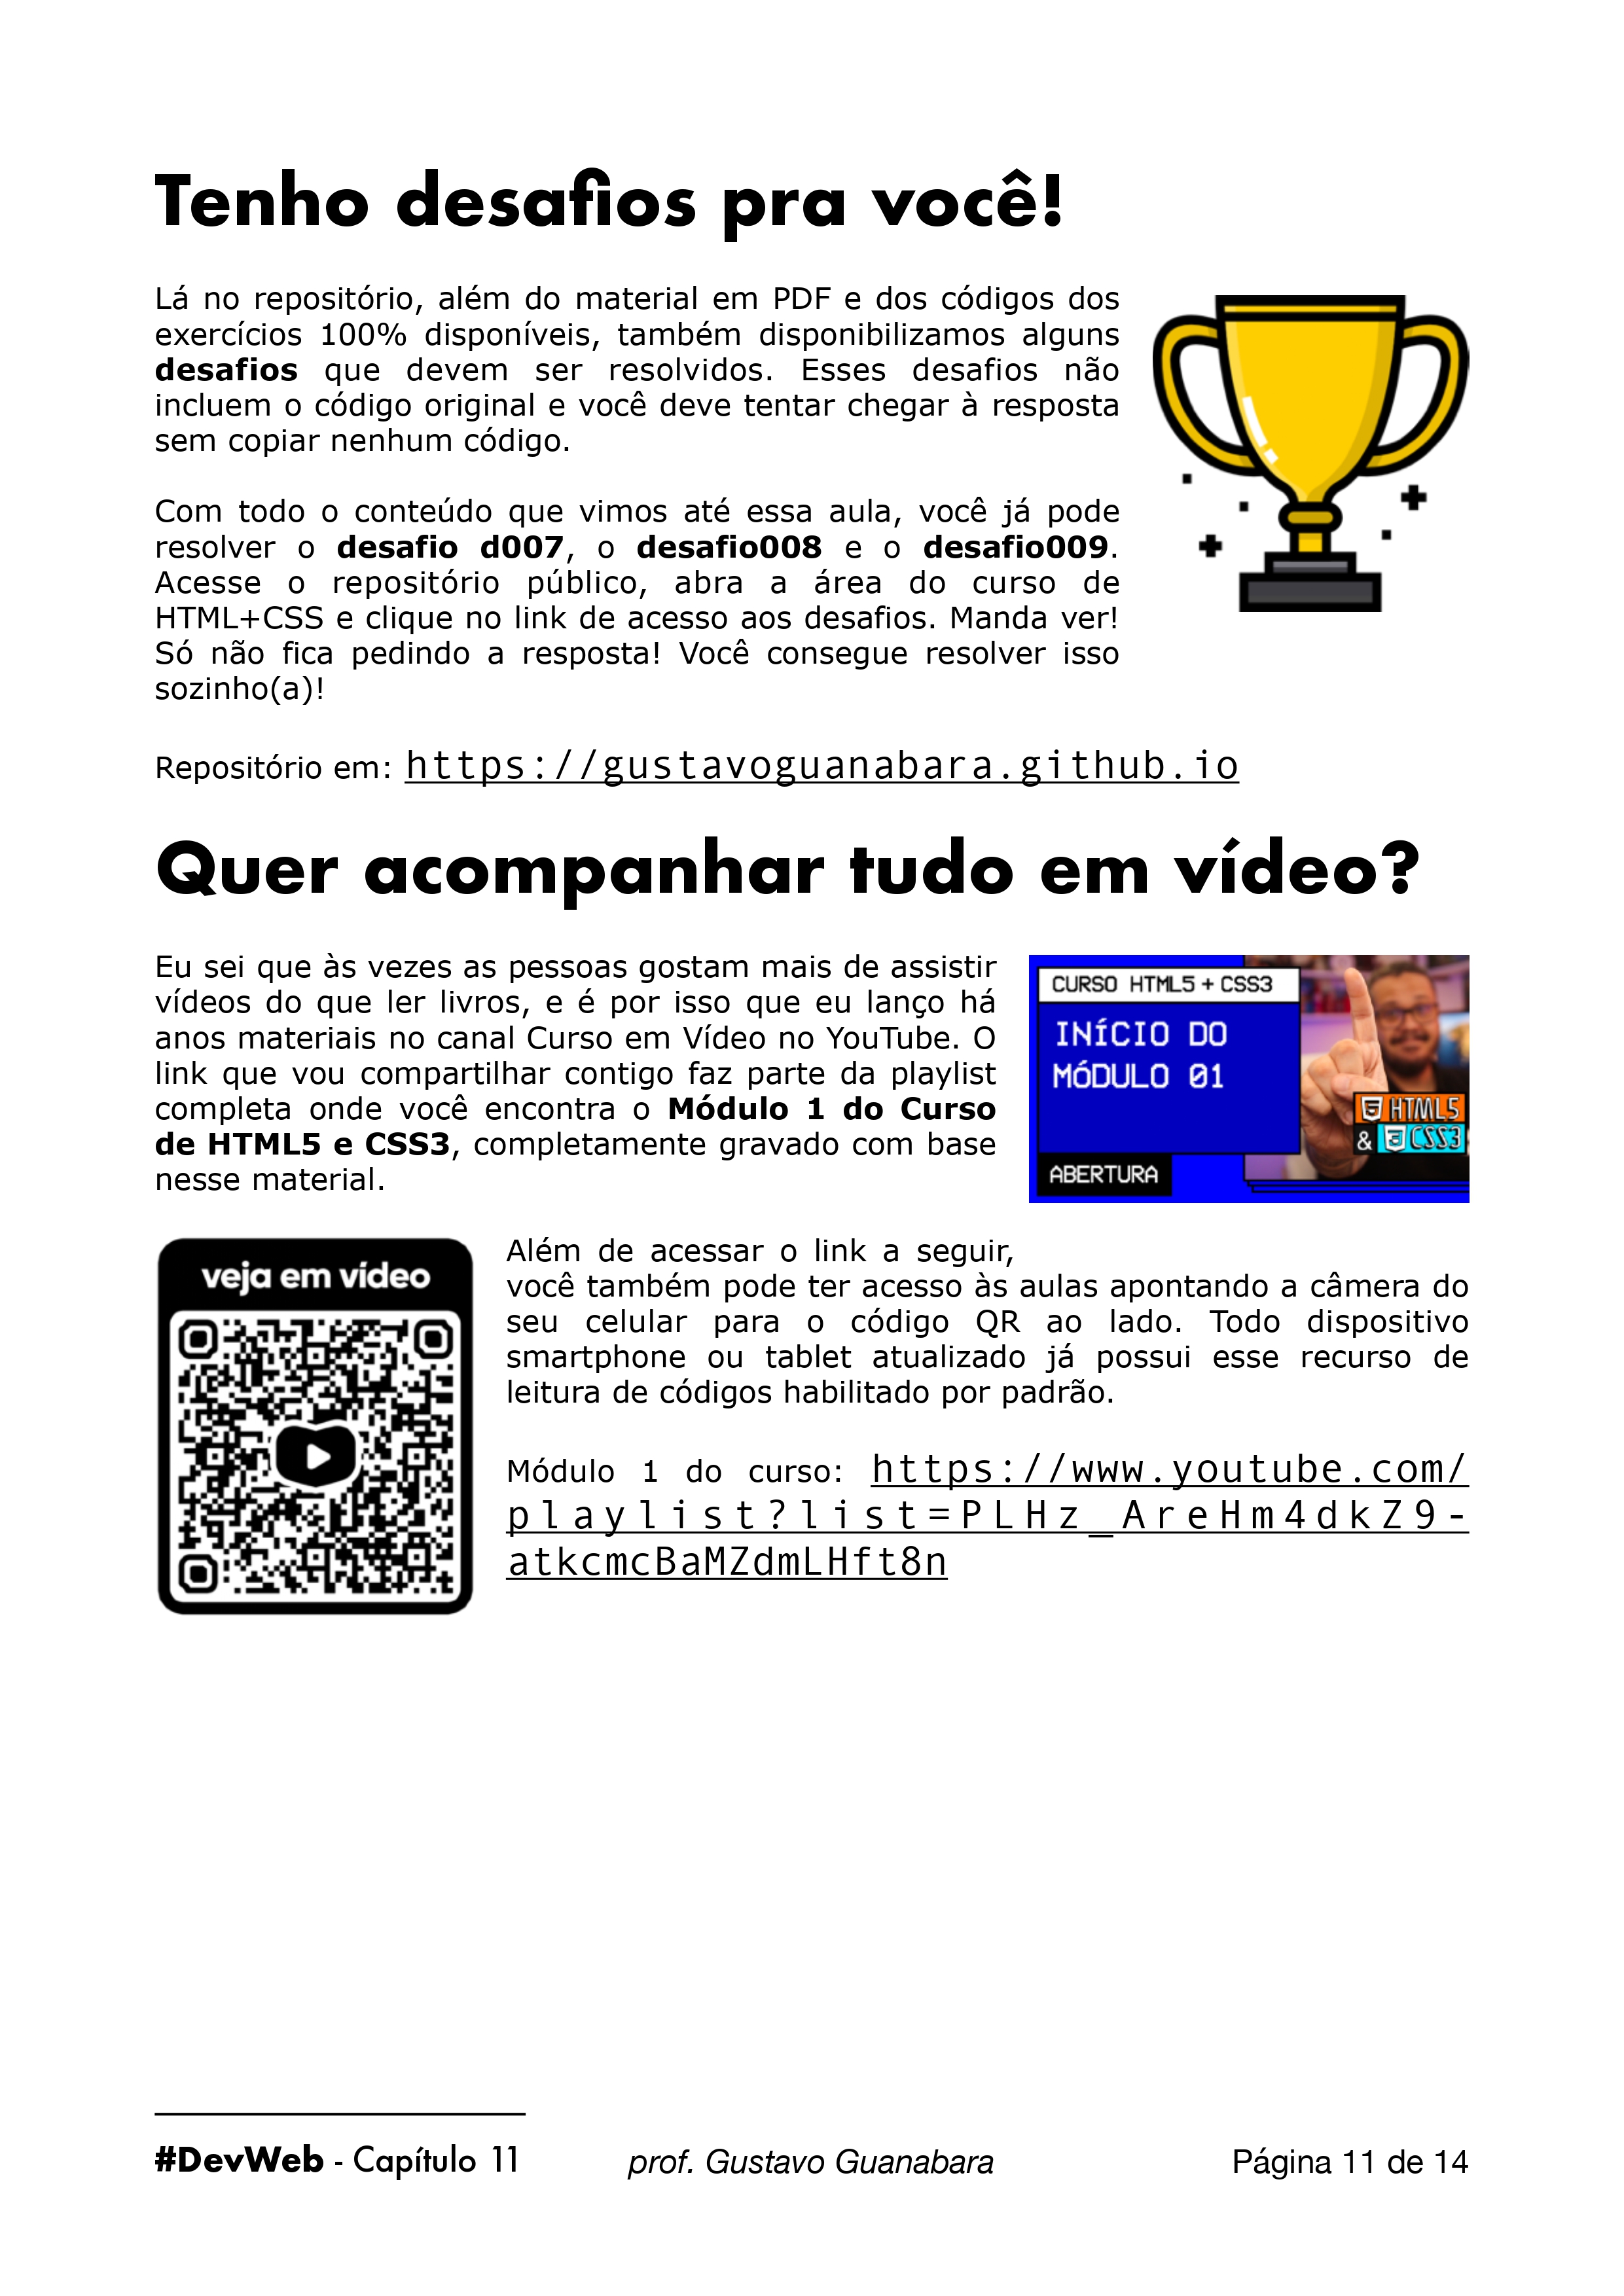 Tenho desafios pra você!
Lá no repositório, além do material em PDF e dos códigos dos
exercícios 100% disponíveis, também disponibilizamos alguns
desafios que devem ser resolvidos. Esses desafios não
incluem o código original e você deve tentar chegar à resposta
sem copiar nenhum código.
Com todo o conteúdo que vimos até essa aula, você já pode
resolver o desafio d007, o desafio008 e o desafio009.
Acesse o repositório público, abra a área do curso de
HTML+CSS e clique no link de acesso aos desafios. Manda ver!
Só não fica pedindo a resposta! Você consegue resolver isso
sozinho(a)!
Repositório em: https://gustavoguanabara.github.io
Quer acompanhar tudo em vídeo?
Eu sei que às vezes as pessoas gostam mais de assistir
vídeos do que ler livros, e é por isso que eu lanço há
anos materiais no canal Curso em Vídeo no YouTube. O
link que vou compartilhar contigo faz parte da playlist
completa onde você encontra o Módulo 1 do Curso
de HTML5 e CSS3, completamente gravado com base
nesse material.
CURSO HTML5 + CSS3
INÍCIO DO
MÓDULO 01
HTML5
& CSS3
ABERTURA
veja em vídeo
Além de acessar o link a seguir,
você também pode ter acesso às aulas apontando a câmera do
seu celular para o código QR ao lado. Todo dispositivo
smartphone ou tablet atualizado já possui esse recurso de
leitura de códigos habilitado por padrão.
Módulo 1 do curso: https://www.youtube.com/
playlist?list=PLHz_AreHm4dkZ9-
atkcmcBaMZdmLHft8n
#DevWeb - Capítulo 11 prof. Gustavo Guanabara Página 11 de 14